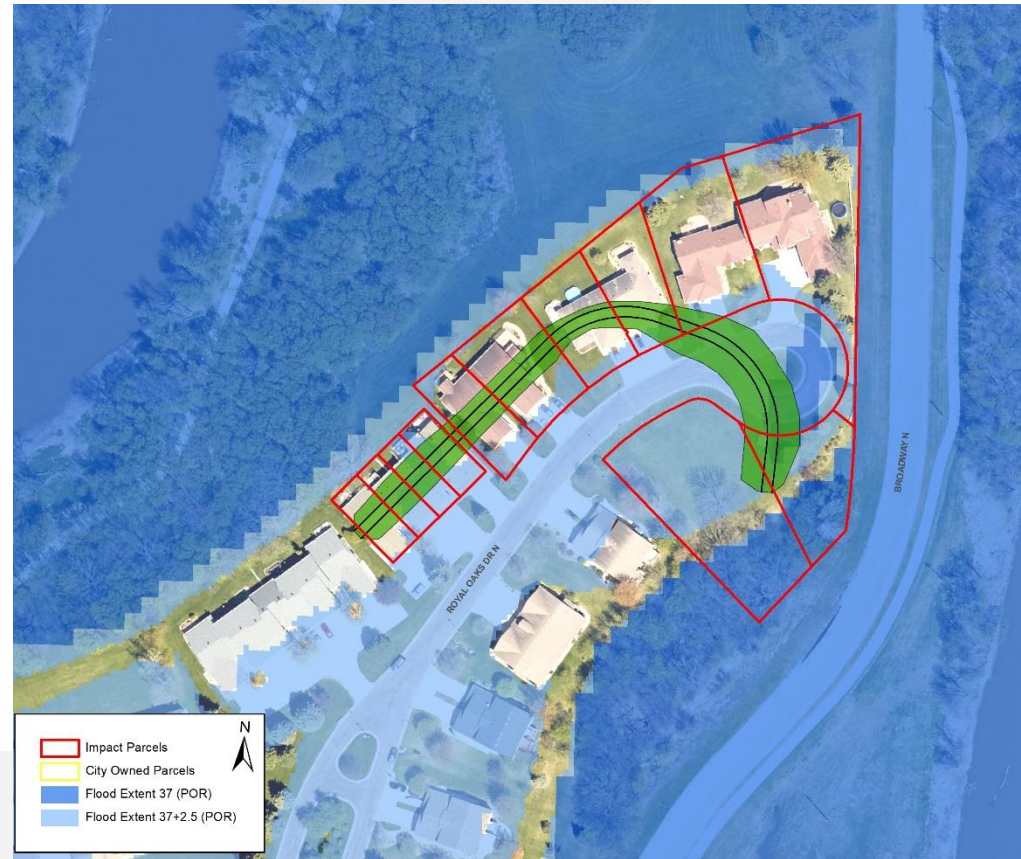 BROADWAY N
ROYAL OAKS DR N
N
Impact Parcels
City Owned Parcels
Flood Extent 37 (POR)
Flood Extent 37+2.5 (POR)